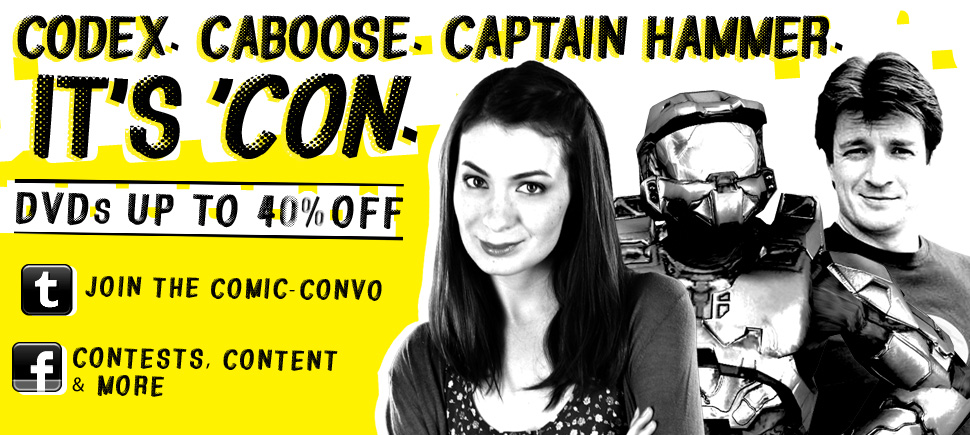 CODEX. CABOOSE. CAPTAIN HAMMER.
IT'S 'CON.
DVDs UP TO 40% OFF
t JOIN THE COMIC-CONVO
f CONTESTS, CONTENT
& MORE